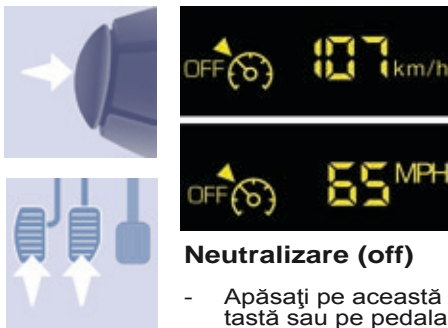 OFF 107 km/h
OFF 65 MPH
Neutralizare (off)
- Apăsaţi pe această
tastă sau pe pedala